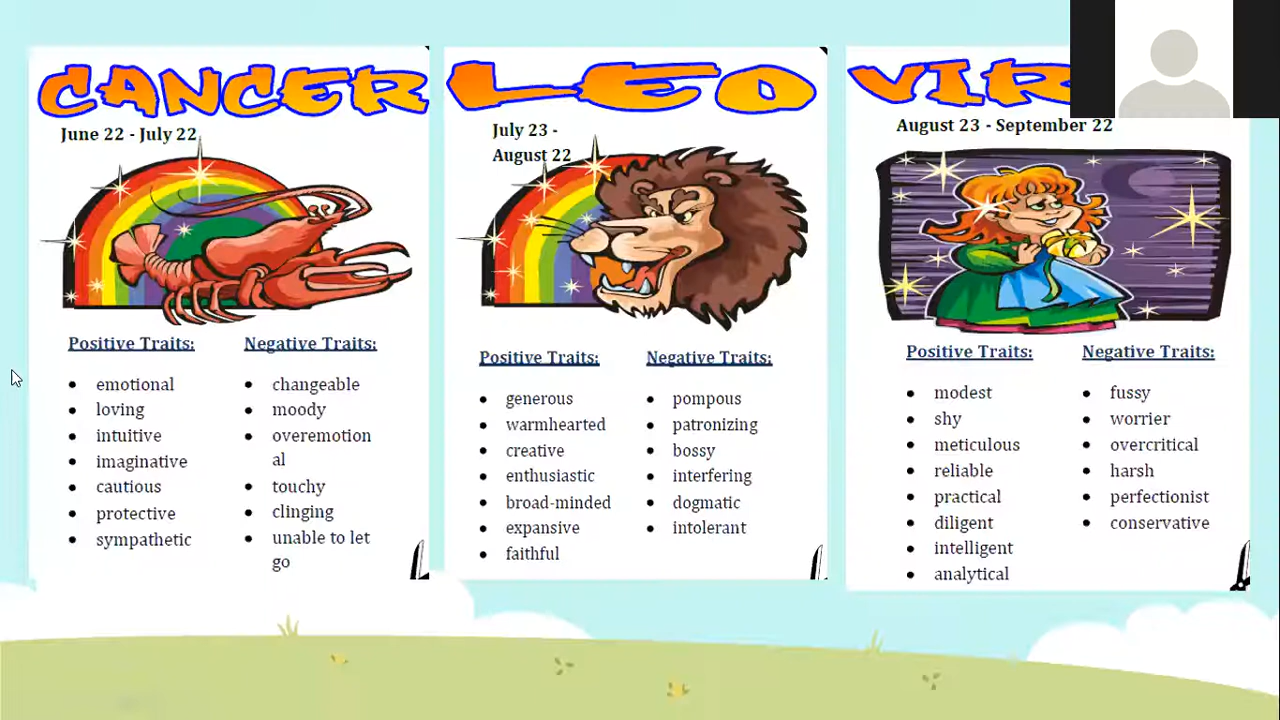 CANCER
June 22 - July 22
Positive Traits:
emotional
loving
intuitive
imaginative
cautious
protective
sympathetic
Negative Traits:
changeable
moody
overemotion
al
touchy
clinging
unable to let
go
LEO
July 23 -
August 22
Positive Traits:
generous
warmhearted
creative
enthusiastic
broad-minded
expansive
faithful
Negative Traits:
pompous
patronizing
bossy
interfering
dogmatic
intolerant
VIR
August 23 - September 22
Positive Traits:
modest
shy
meticulous
reliable
practical
diligent
intelligent
analytical
Negative Traits:
fussy
worrier
overcritical
harsh
perfectionist
conservative